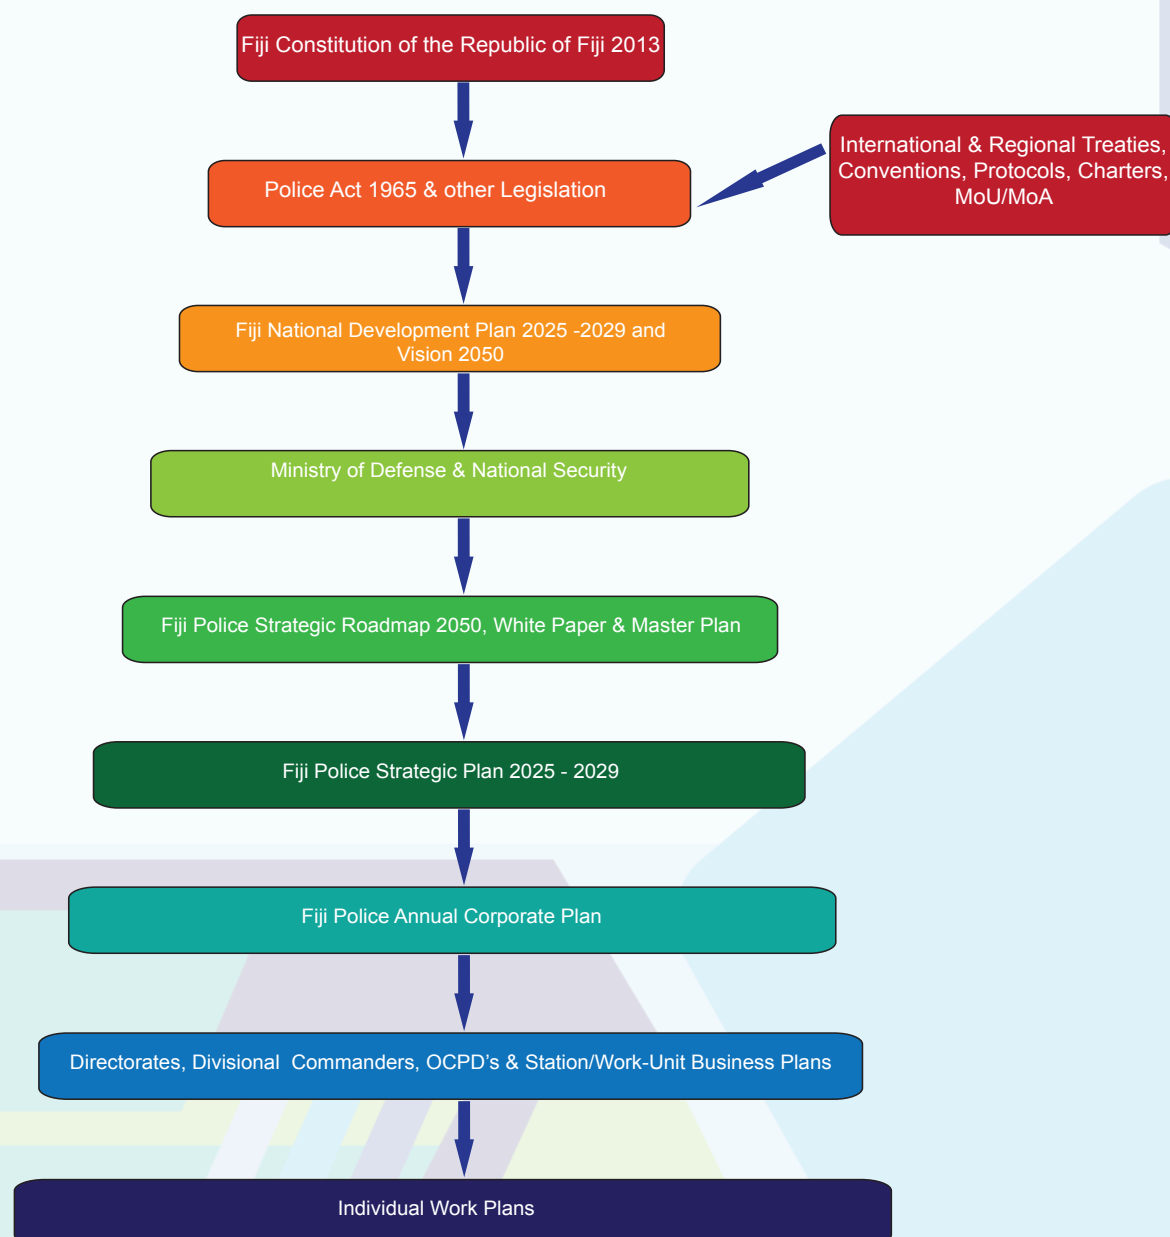 Fiji Constitution of the Republic of Fiji 2013
International & Regional Treaties,
Conventions, Protocols, Charters,
MoU/MoA
Police Act 1965 & other Legislation
Fiji National Development Plan 2025 -2029 and
Vision 2050
Ministry of Defense & National Security
Fiji Police Strategic Roadmap 2050, White Paper & Master Plan
Fiji Police Strategic Plan 2025 - 2029
Fiji Police Annual Corporate Plan
Directorates, Divisional  Commanders, OCPD's & Station/Work-Unit Business Plans
Individual Work Plans